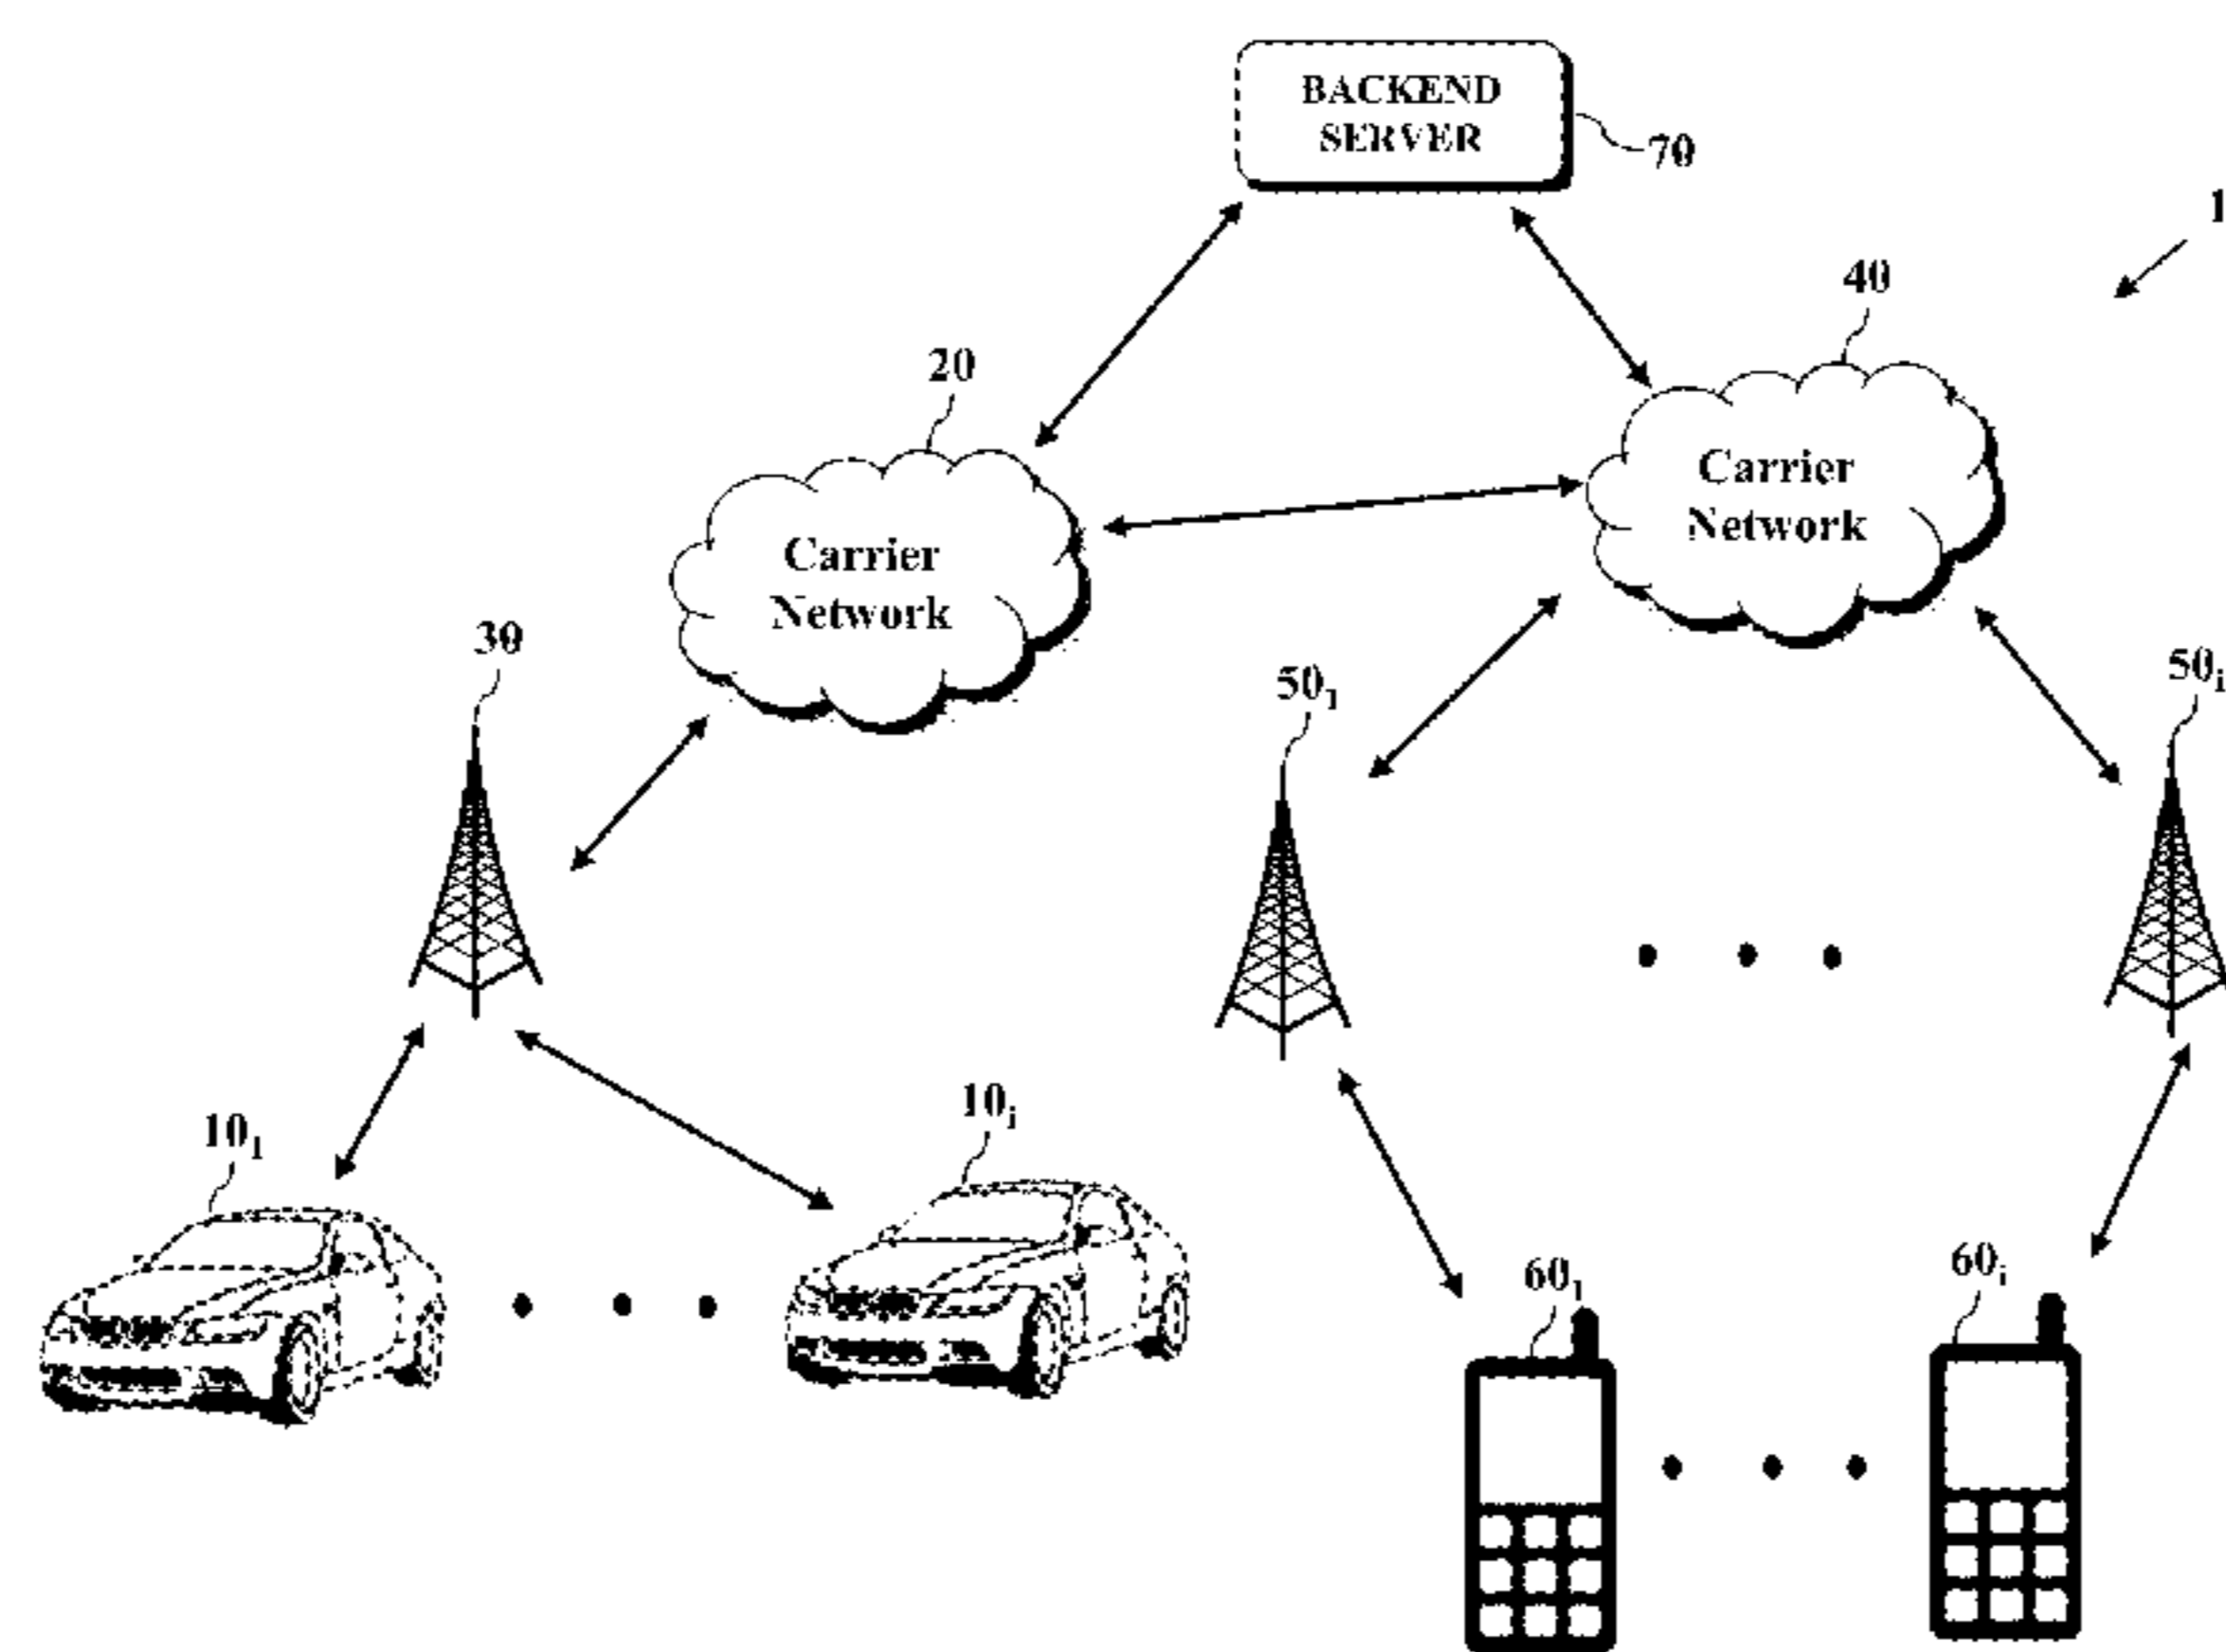 BACKEND
SERVER
70
1
40
20
Carrier
Network
Carrier
Network
30
50₁
50ᵢ
10₁
10ᵢ
60₁
60ᵢ